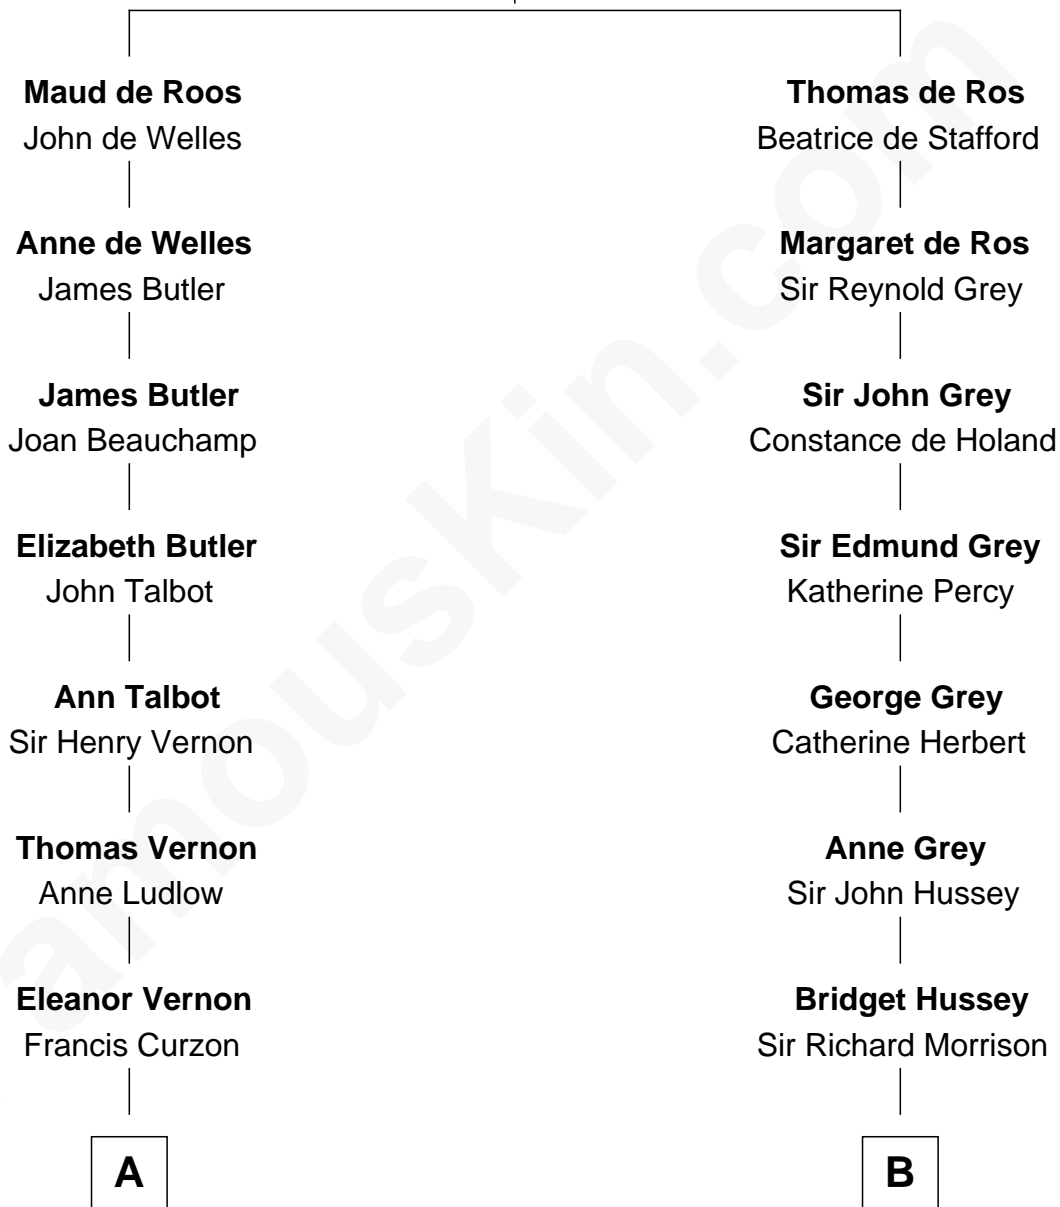 Maud de Roos
John de Welles
Thomas de Ros
Beatrice de Stafford
Anne de Welles
James Butler
Margaret de Ros
Sir Reynold Grey
James Butler
Joan Beauchamp
Sir John Grey
Constance de Holand
Elizabeth Butler
John Talbot
Sir Edmund Grey
Katherine Percy
Ann Talbot
Sir Henry Vernon
George Grey
Catherine Herbert
Thomas Vernon
Anne Ludlow
Anne Grey
Sir John Hussey
Eleanor Vernon
Francis Curzon
Bridget Hussey
Sir Richard Morrison
A
B
amouskin.com